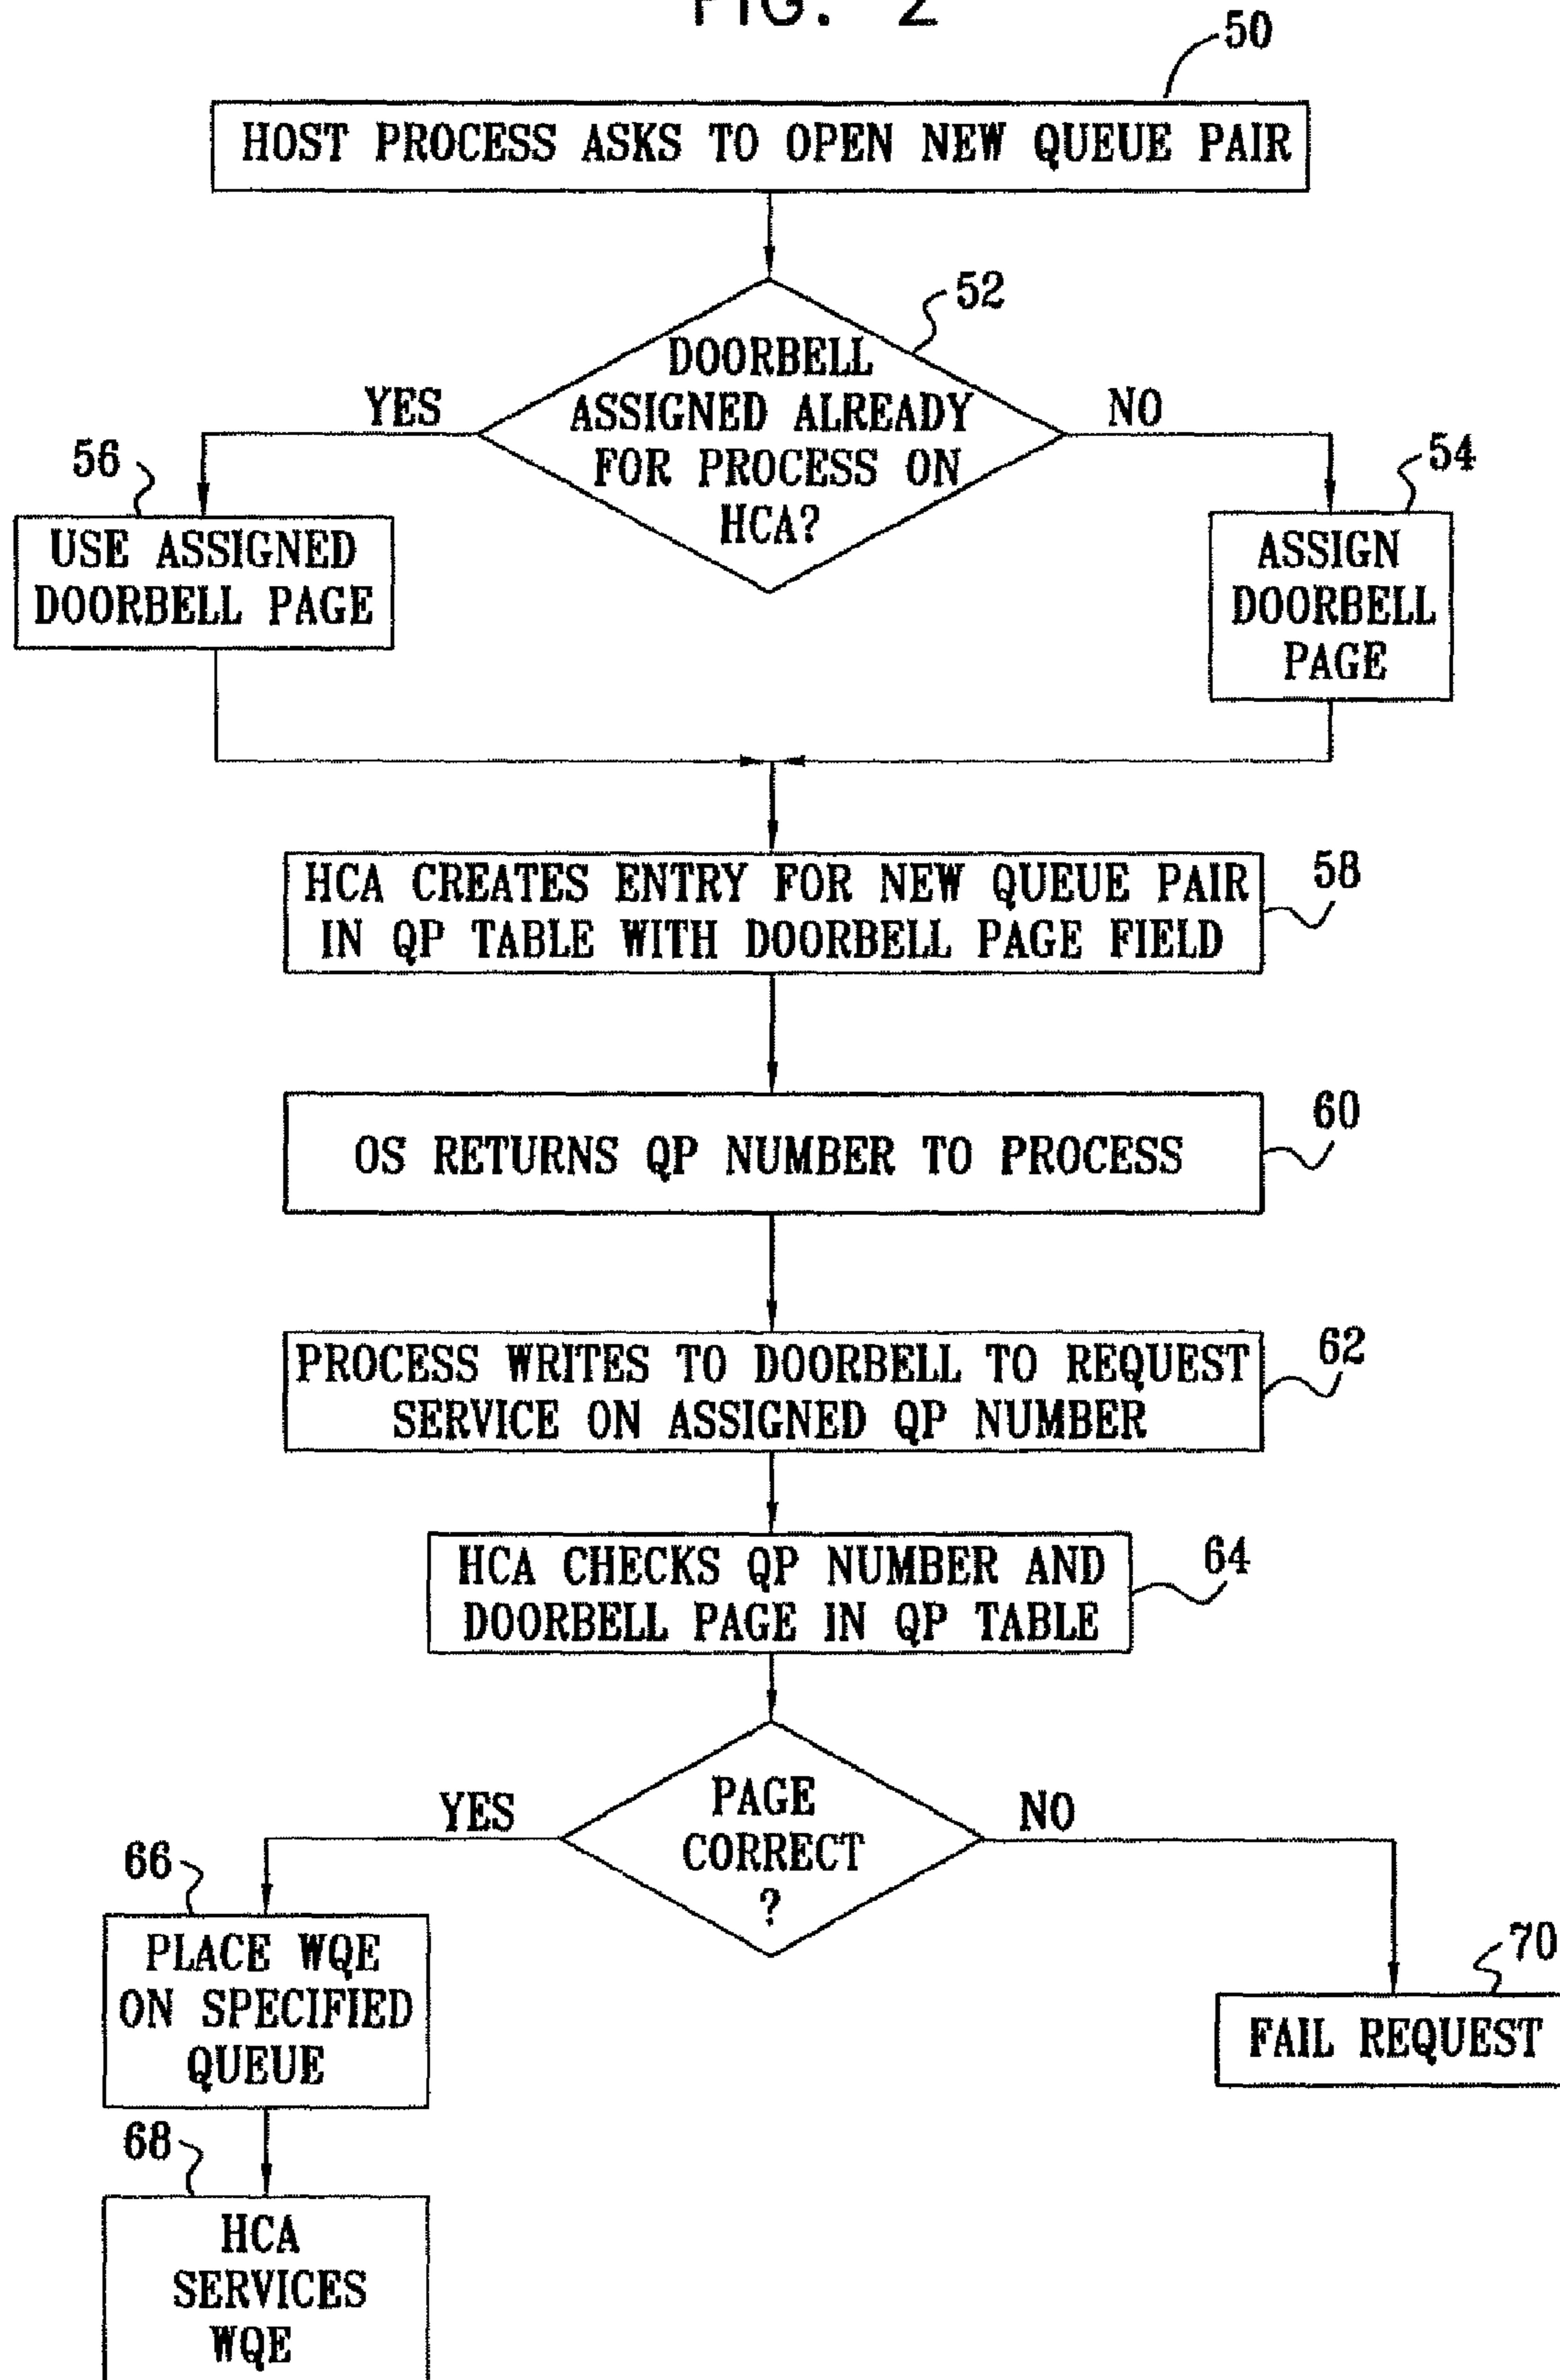 FIG. 2
50
HOST PROCESS ASKS TO OPEN NEW QUEUE PAIR
52
DOORBELL
ASSIGNED ALREADY
FOR PROCESS ON
HCA?
YES
NO
56
USE ASSIGNED
DOORBELL PAGE
54
ASSIGN
DOORBELL
PAGE
HCA CREATES ENTRY FOR NEW QUEUE PAIR
IN QP TABLE WITH DOORBELL PAGE FIELD
58
OS RETURNS QP NUMBER TO PROCESS
60
PROCESS WRITES TO DOORBELL TO REQUEST
SERVICE ON ASSIGNED QP NUMBER
62
HCA CHECKS QP NUMBER AND
DOORBELL PAGE IN QP TABLE
64
PAGE
CORRECT
?
YES
NO
66
PLACE WQE
ON SPECIFIED
QUEUE
70
FAIL REQUEST
68
HCA
SERVICES
WQE